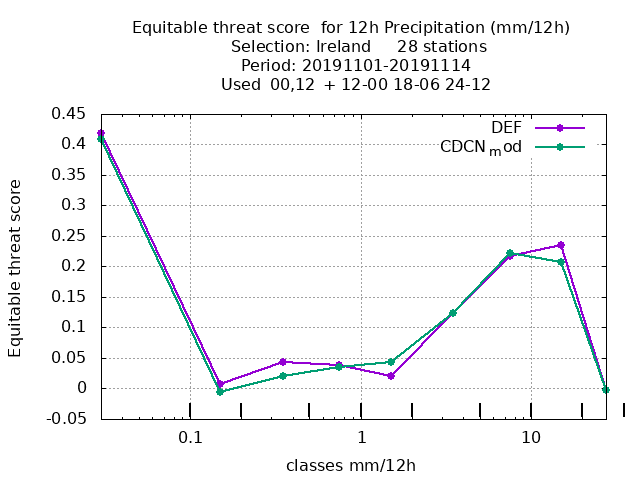 Equitable threat score  for 12h Precipitation (mm/12h)
Selection: Ireland     28 stations
Period: 20191101-20191114
Used  00,12  + 12-00 18-06 24-12
DEF
CDCNmod
0.45
0.4
0.35
0.3
0.25
0.2
0.15
0.1
0.05
0
-0.05
Equitable threat score
0.1 1 10
classes mm/12h